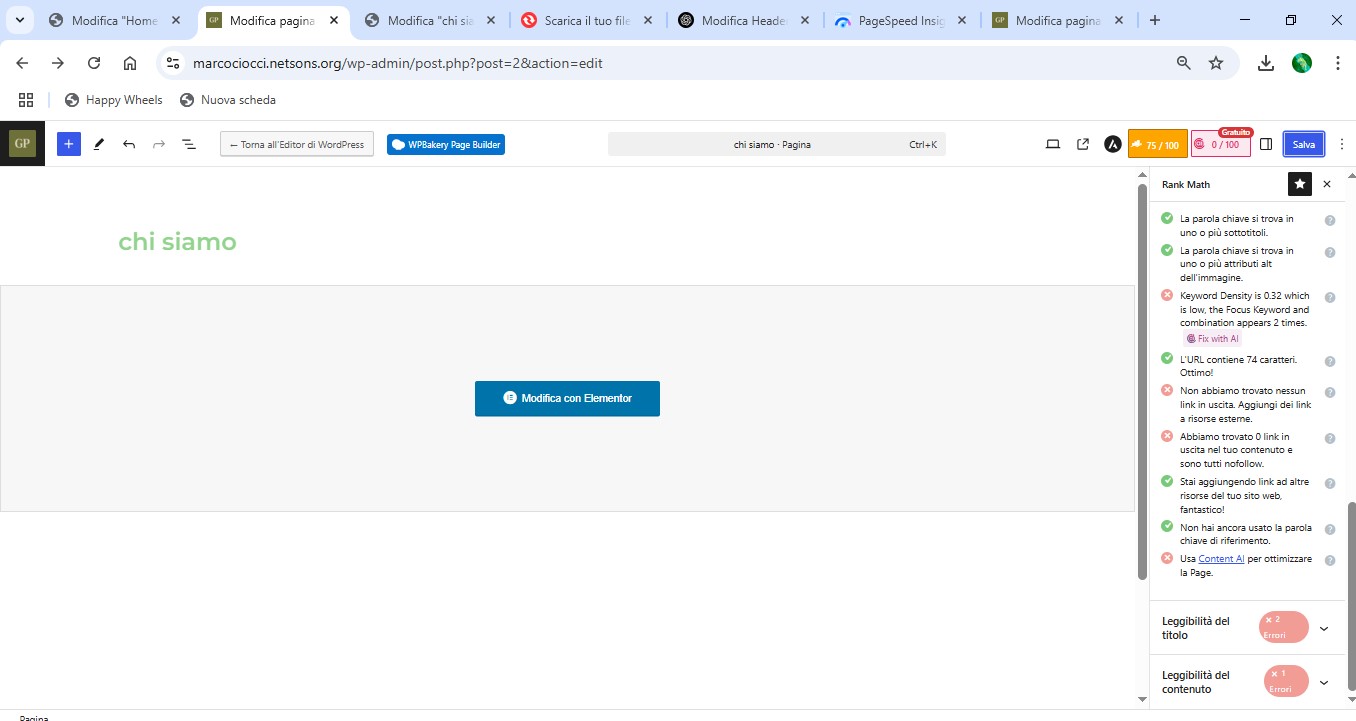 Modifica "Home
Modifica pagina
Modifica "chi sia
Scarica il tuo file
Modifica Heade
PageSpeed Insig
Modifica pagina
marcociocci.netsons.org/wp-admin/post.php?post=2&action=edit
Happy Wheels
Nuova scheda
GP
← Torna all'Editor di WordPress
WPBakery Page Builder
chi siamo · Pagina
Ctrl+K
75 / 100
Gratuito
0 / 100
Salva
Rank Math
chi siamo
Modifica con Elementor
La parola chiave si trova in
uno o più sottotitoli.
La parola chiave si trova in
uno o più attributi alt
dell'immagine.
Keyword Density is 0.32 which
is low, the Focus Keyword and
combination appears 2 times.
Fix with AI
L'URL contiene 74 caratteri.
Ottimo!
Non abbiamo trovato nessun
link in uscita. Aggiungi dei link
a risorse esterne.
Abbiamo trovato 0 link in
uscita nel tuo contenuto e
sono tutti nofollow.
Stai aggiungendo link ad altre
risorse del tuo sito web,
fantastico!
Non hai ancora usato la parola
chiave di riferimento.
Usa Content AI per ottimizzare
la Page.
Leggibilità del
titolo
× 2
Errori
Leggibilità del
contenuto
× 1
Errori
Pagina